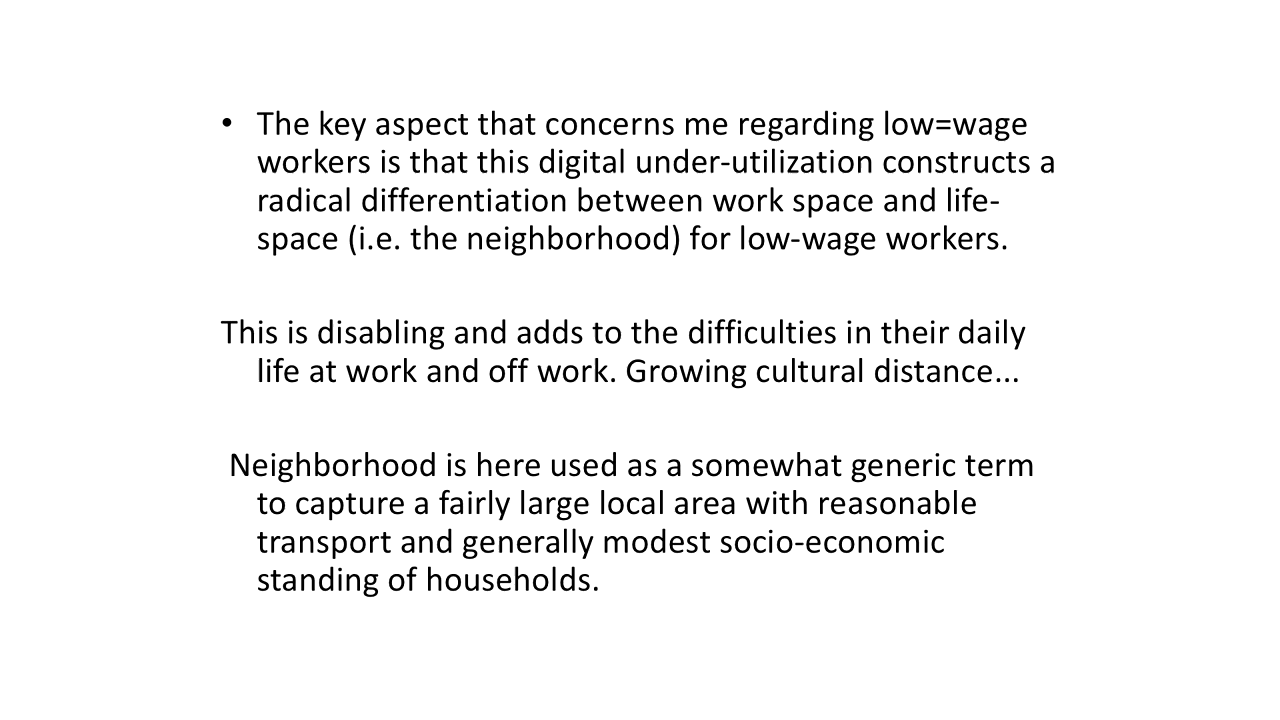 • The key aspect that concerns me regarding low=wage
workers is that this digital under-utilization constructs a
radical differentiation between work space and life-
space (i.e. the neighborhood) for low-wage workers.
This is disabling and adds to the difficulties in their daily
life at work and off work. Growing cultural distance...
Neighborhood is here used as a somewhat generic term
to capture a fairly large local area with reasonable
transport and generally modest socio-economic
standing of households.